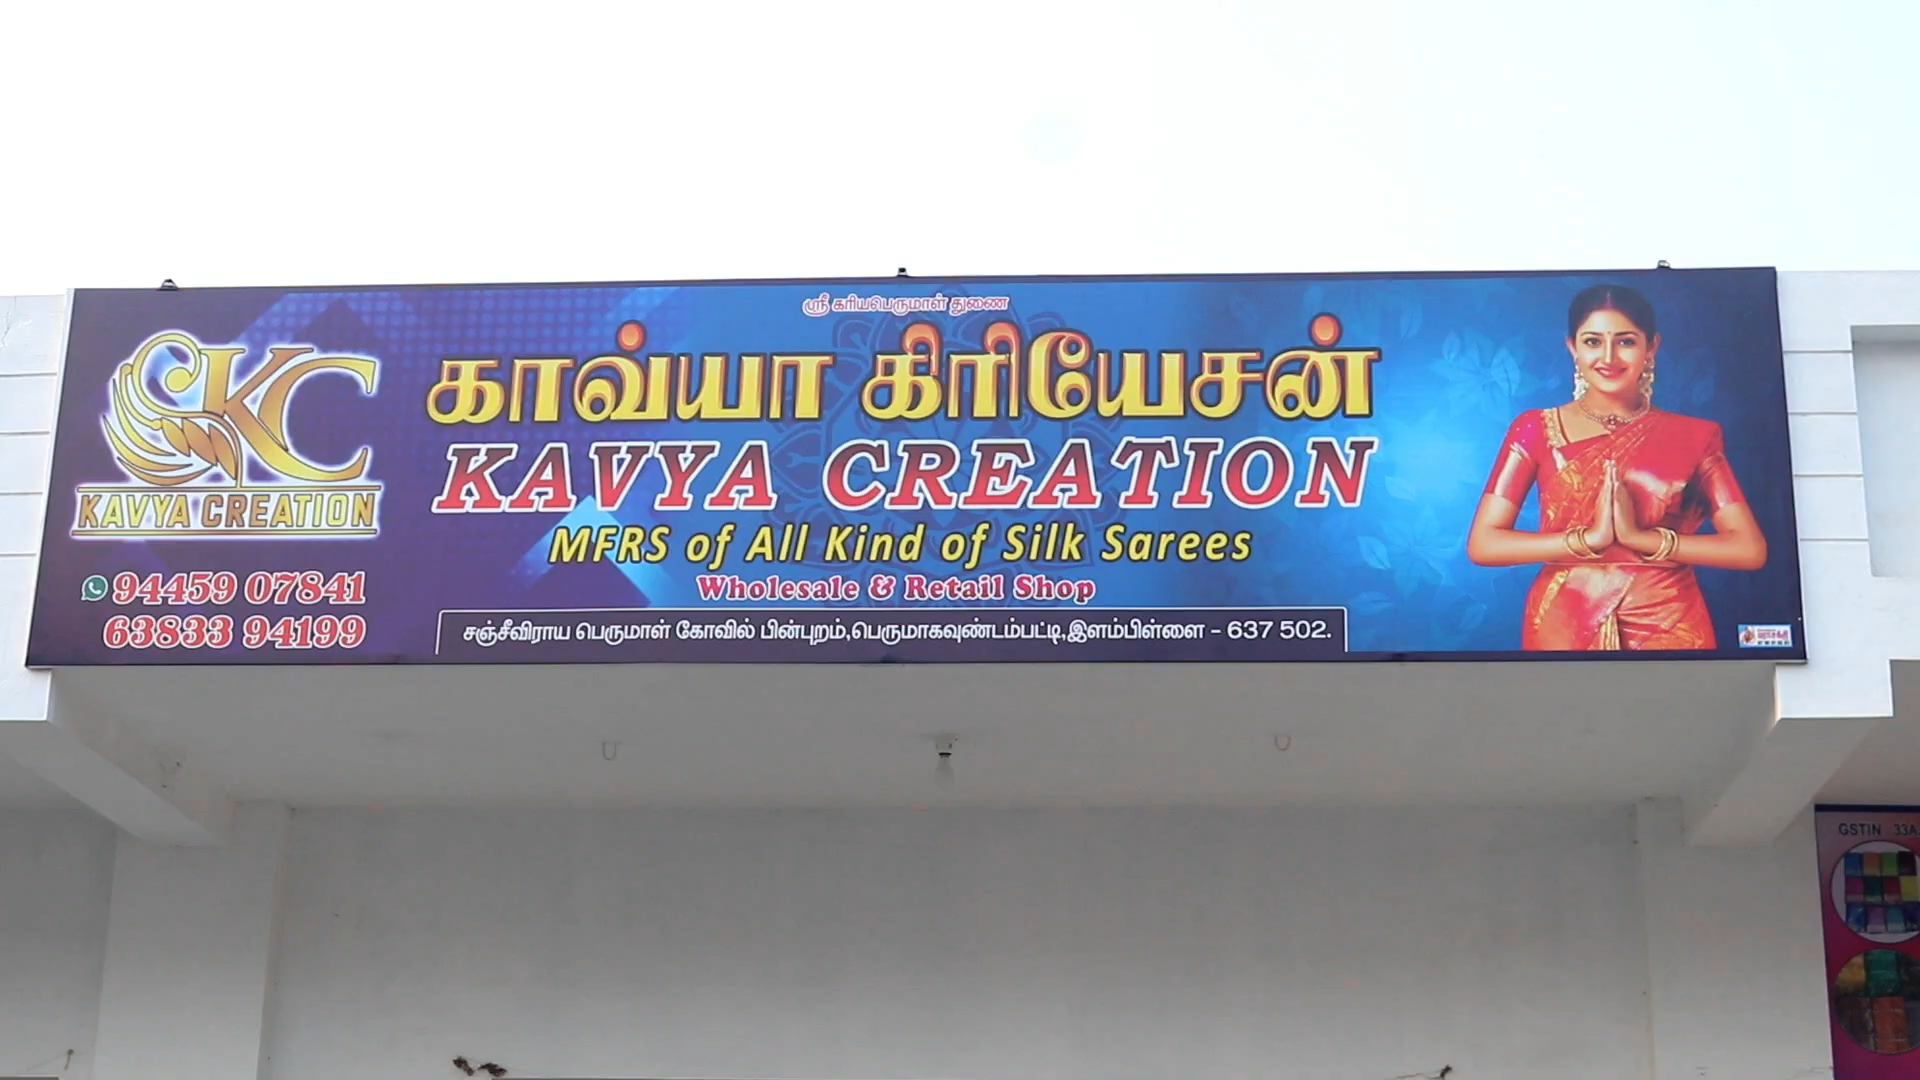 ஸ்ரீ கரியபெருமாள் துணை
KC
KAVYA CREATION
94459 07841
63833 94199
காவ்யா கிரியேசன்
KAVYA CREATION
MFRS of All Kind of Silk Sarees
Wholesale & Retail Shop
சஞ்சீவிராய பெருமாள் கோவில் பின்புறம்,பெருமாகவுண்டம்பட்டி,இளம்பிள்ளை - 637 502.
GSTIN 33A